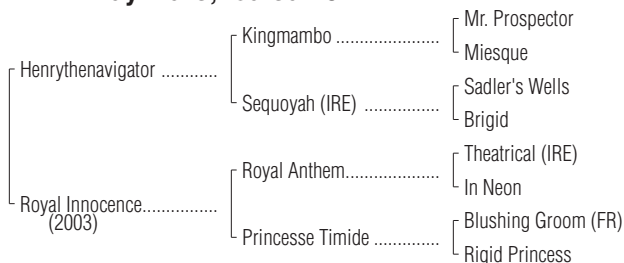 Kingmambo ....................... Mr. Prospector
Miesque
Henrythenavigator ............
Sequoyah (IRE) ................. Sadler's Wells
Brigid
Royal Anthem..................... Theatrical (IRE)
In Neon
Royal Innocence................
(2003)
Princesse Timide ............... Blushing Groom (FR)
Rigid Princess